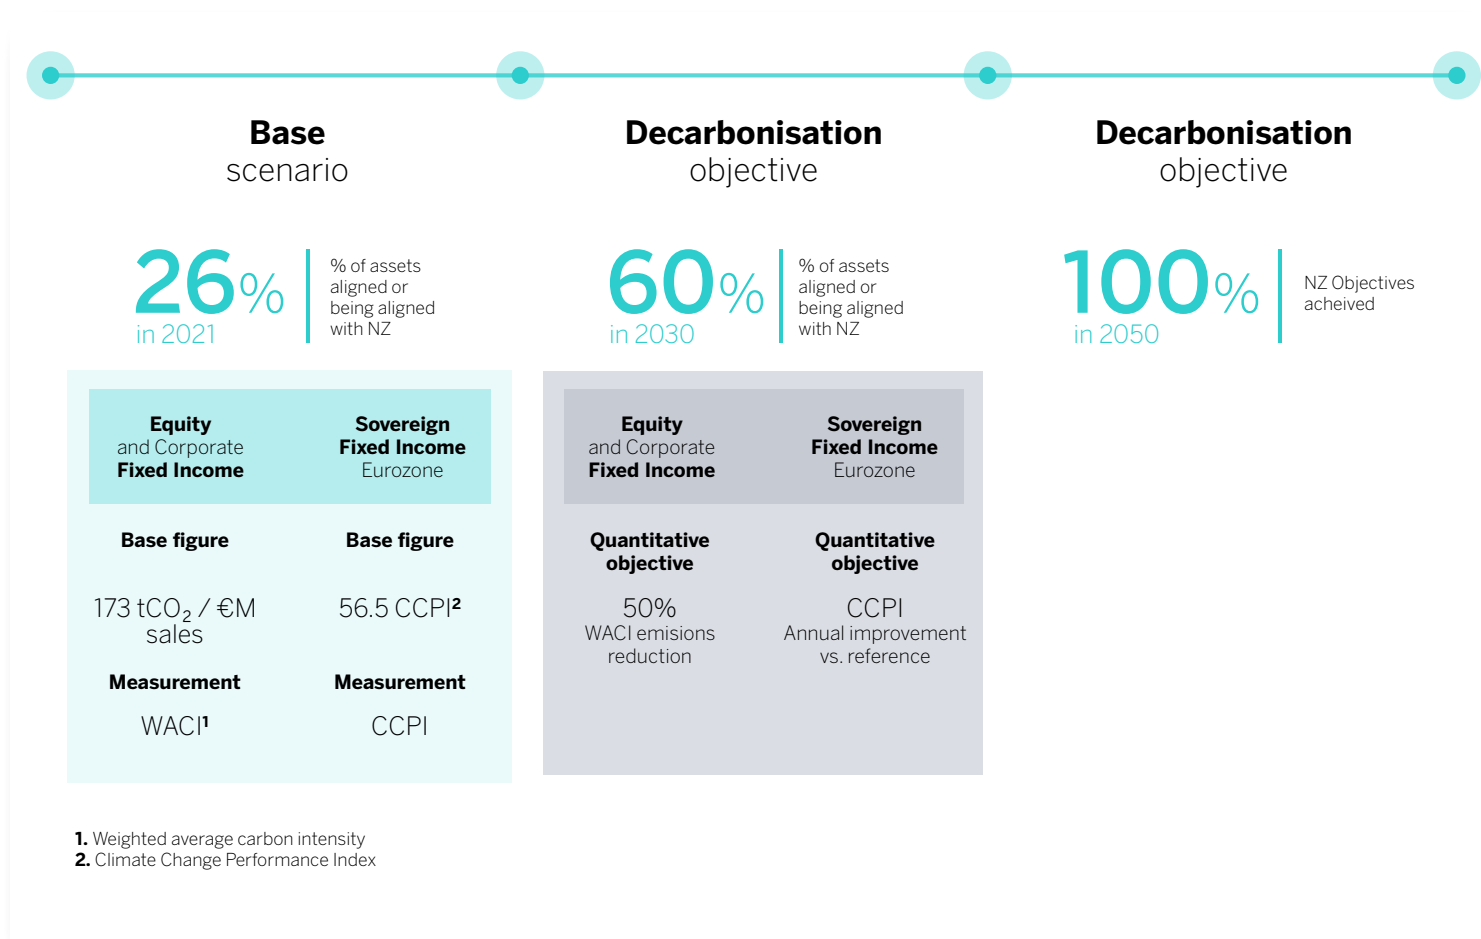 Base
scenario
26%
in 2021
% of assets
aligned or
being aligned
with NZ
Equity
and Corporate
Fixed Income
Sovereign
Fixed Income
Eurozone
Base figure
Base figure
173 tCO₂ / €M
sales
56.5 CCPI²
Measurement
Measurement
WACI¹
CCPI
Decarbonisation
objective
60%
in 2030
% of assets
aligned or
being aligned
with NZ
Equity
and Corporate
Fixed Income
Sovereign
Fixed Income
Eurozone
Quantitative
objective
Quantitative
objective
50%
WACI emisions
reduction
CCPI
Annual improvement
vs. reference
Decarbonisation
objective
100%
in 2050
NZ Objectives
acheived
1. Weighted average carbon intensity
2. Climate Change Performance Index